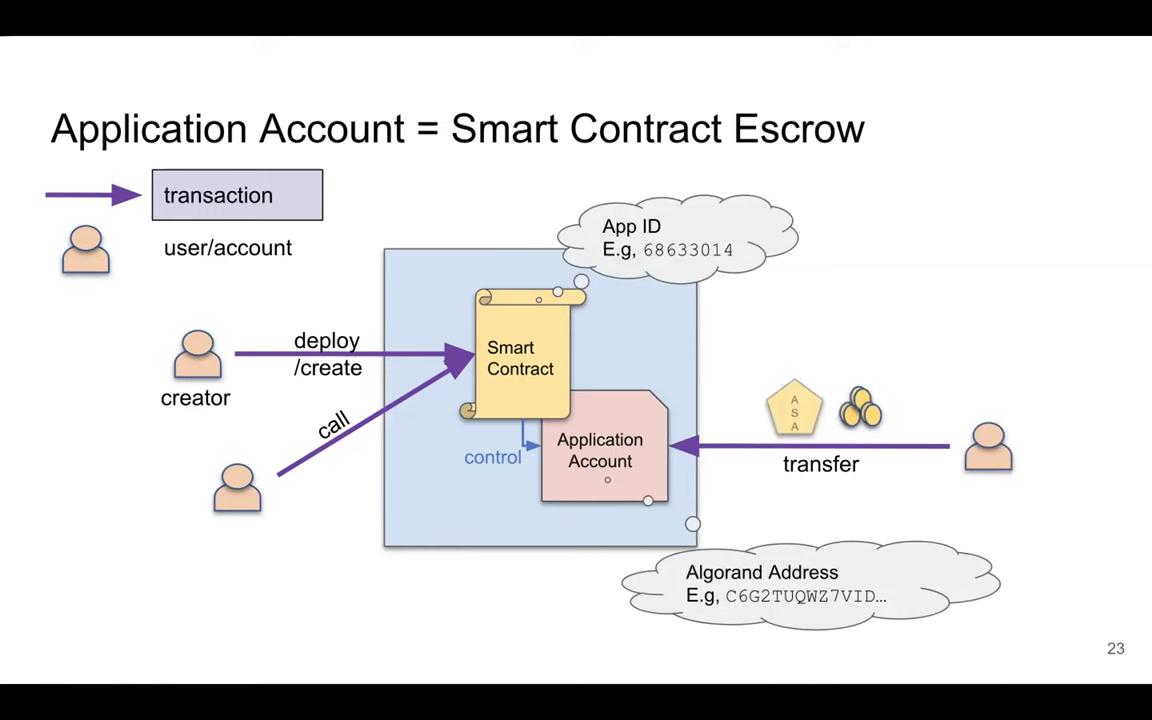 Application Account = Smart Contract Escrow
transaction
user/account
App ID
E.g, 68633014
deploy
/create
creator
call
Smart
Contract
control
Application
Account
A
S
A
transfer
Algorand Address
E.g, C6G2TUQWZ7VID…
23